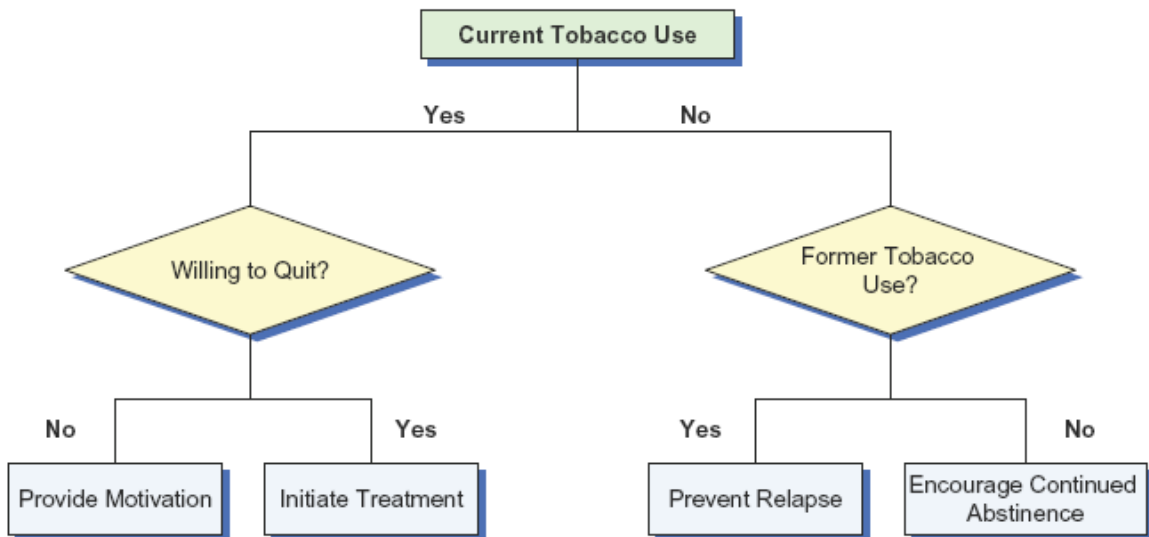 Current Tobacco Use
Yes
No
Willing to Quit?
Former Tobacco
Use?
No
Yes
Yes
No
Provide Motivation
Initiate Treatment
Prevent Relapse
Encourage Continued
Abstinence